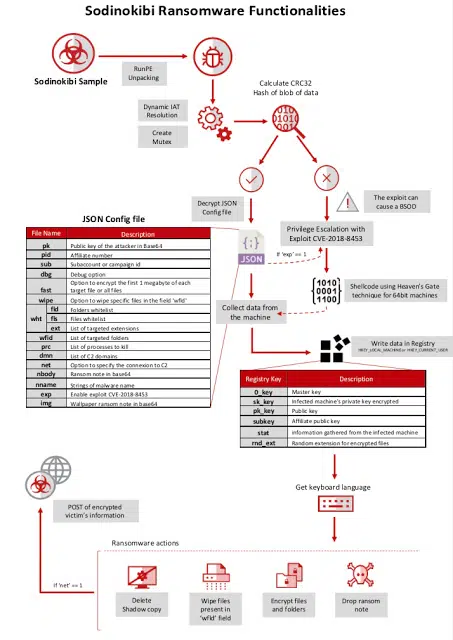 Sodinokibi Ransomware Functionalities
Sodinokibi Sample
RunPE
Unpacking
Dynamic IAT
Resolution
Create
Mutex
Calculate CRC32
Hash of blob of data
010
01010
001
Decrypt JSON
Config file
The exploit can
cause a BSOD
Privilege Escalation with
Exploit CVE-2018-8453
If 'exp' == 1
JSON
JSON Config file
File Name Description
pk Public key of the attacker in Base64
pid Affiliate number
sub Subaccount or campaign id
dbg Debug option
fast Option to encrypt the first 1 megabyte of each
target file or all files
wipe Option to wipe specific files in the field 'wfld'
wht fld Folders whitelist
fls Files whitelist
ext List of targeted extensions
wfld List of targeted folders
prc List of processes to kill
dmn List of C2 domains
net Option to specify the connexion to C2
nbody Ransom note in base64
nname Strings of malware name
exp Enable exploit CVE-2018-8453
img Wallpaper ransom note in base64
1010
0001
1100
Shellcode using Heaven's Gate
technique for 64bit machines
Collect data from
the machine
Write data in Registry
HKEY_LOCAL_MACHINE or HKEY_CURRENT_USER
Registry Key Description
0_key Master key
sk_key Infected machine's private key encrypted
pk_key Public key
subkey Affiliate public key
stat information gathered from the infected machine
rnd_ext Random extension for encrypted files
Get keyboard language
POST of encrypted
victim's information
Ransomware actions
If 'net' == 1
Delete
Shadow copy
Wipe files
present in
'wfld' field
Encrypt files
and folders
Drop ransom
note